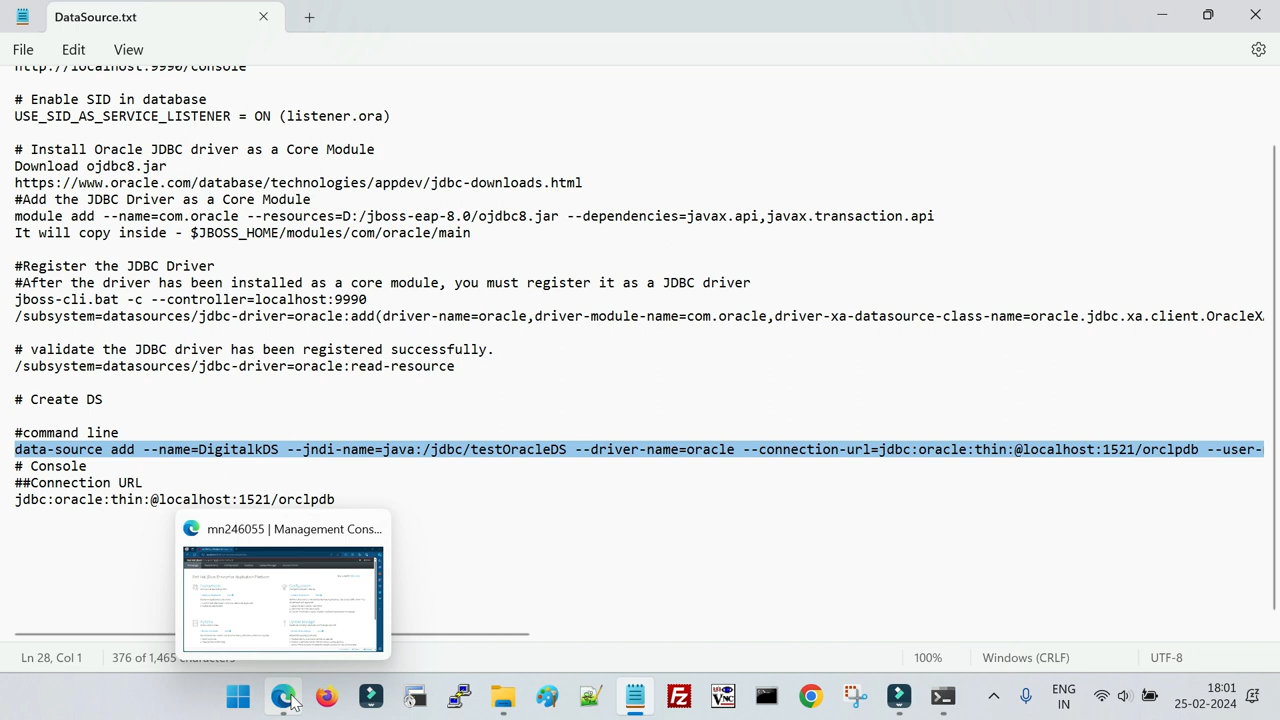 DataSource.txt
File
Edit
View
http://localhost:9990/console
# Enable SID in database
USE_SID_AS_SERVICE_LISTENER = ON (listener.ora)
# Install Oracle JDBC driver as a Core Module
Download ojdbc8.jar
https://www.oracle.com/database/technologies/appdev/jdbc-downloads.html
#Add the JDBC Driver as a Core Module
module add --name=com.oracle --resources=D:/jboss-eap-8.0/ojdbc8.jar --dependencies=javax.api,javax.transaction.api
It will copy inside - $JBOSS_HOME/modules/com/oracle/main
#Register the JDBC Driver
#After the driver has been installed as a core module, you must register it as a JDBC driver
jboss-cli.bat -c --controller=localhost:9990
/subsystem=datasources/jdbc-driver=oracle:add(driver-name=oracle,driver-module-name=com.oracle,driver-xa-datasource-class-name=oracle.jdbc.xa.client.OracleXA
# validate the JDBC driver has been registered successfully.
/subsystem=datasources/jdbc-driver=oracle:read-resource
# Create DS
#command line
data-source add --name=DigitalkDS --jndi-name=java:/jdbc/testOracleDS --driver-name=oracle --connection-url=jdbc:oracle:thin:@localhost:1521/orclpdb --user-
# Console
##Connection URL
jdbc:oracle:thin:@localhost:1521/orclpdb
mn246055 | Management Cons...
Ln 28, Col 1
376 of 1,465 characters
100%
Windows (CRLF)
UTF-8
ENG
IN
18:01
25-02-2024